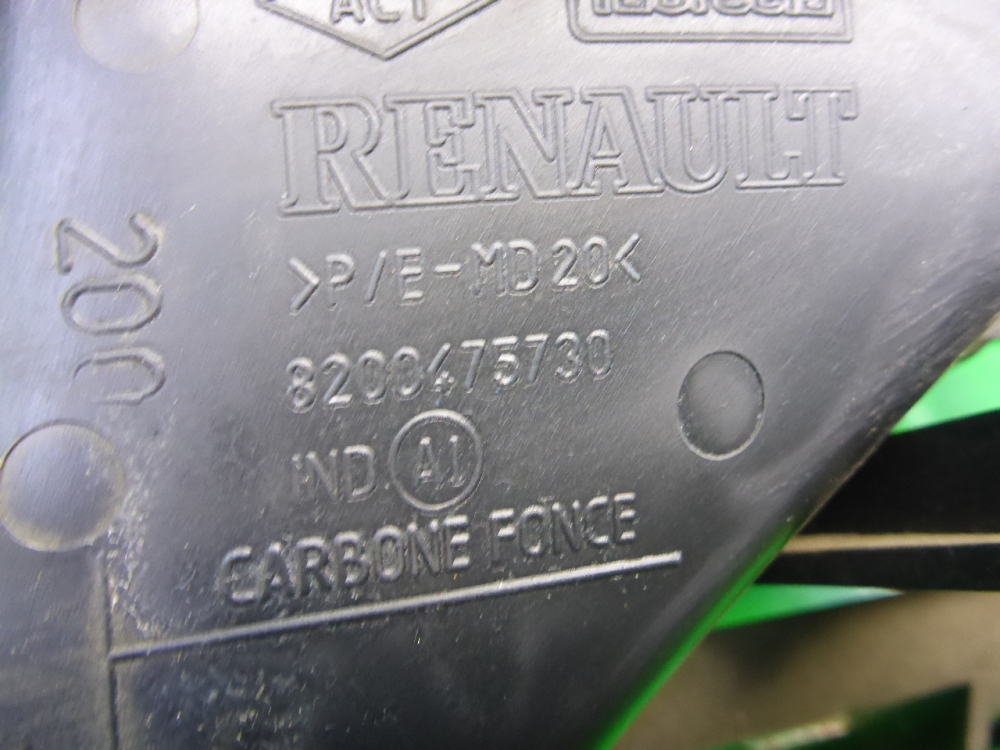 ACT
RENAULT
>P/E-MD20<
200
8200475730
IND A1
CARBONE FONCE